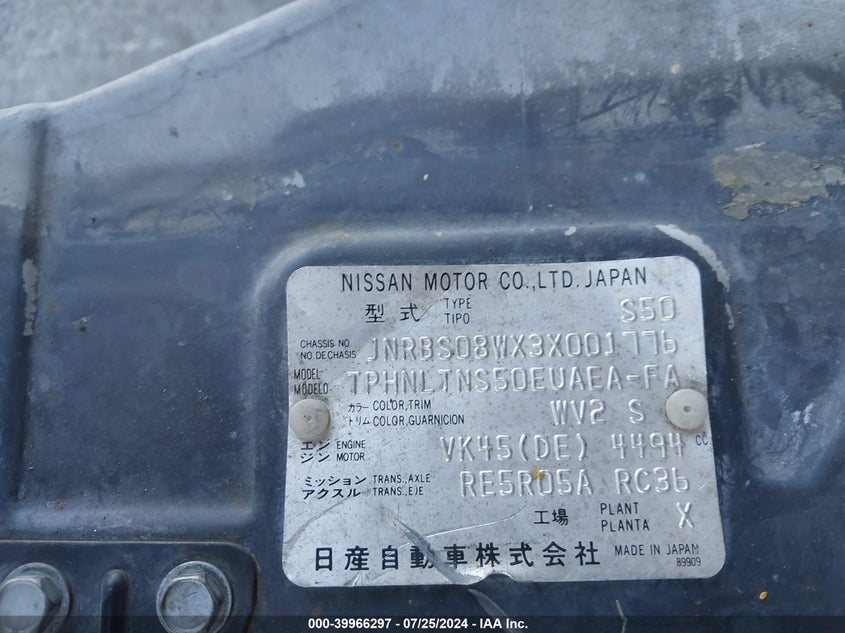 NISSAN MOTOR CO.,LTD. JAPAN
型式 TYPE TIPO S50
CHASSIS NO. NO DE CHASIS JNRBS08WX3X001776
MODEL MODELO TPHNLTNS50EUAEA-FA
カラー トリム COLOR,TRIM COLOR,GUARNICION WV2 S
エンジン ENGINE MOTOR VK45(DE) 4494 CC
ミッション TRANS.,AXLE RE5R05A RC36
アクスル TRANS.,EJE
工場 PLANT PLANTA X
日産自動車株式会社 MADE IN JAPAN
89909
000-39966297 - 07/25/2024 - IAA Inc.